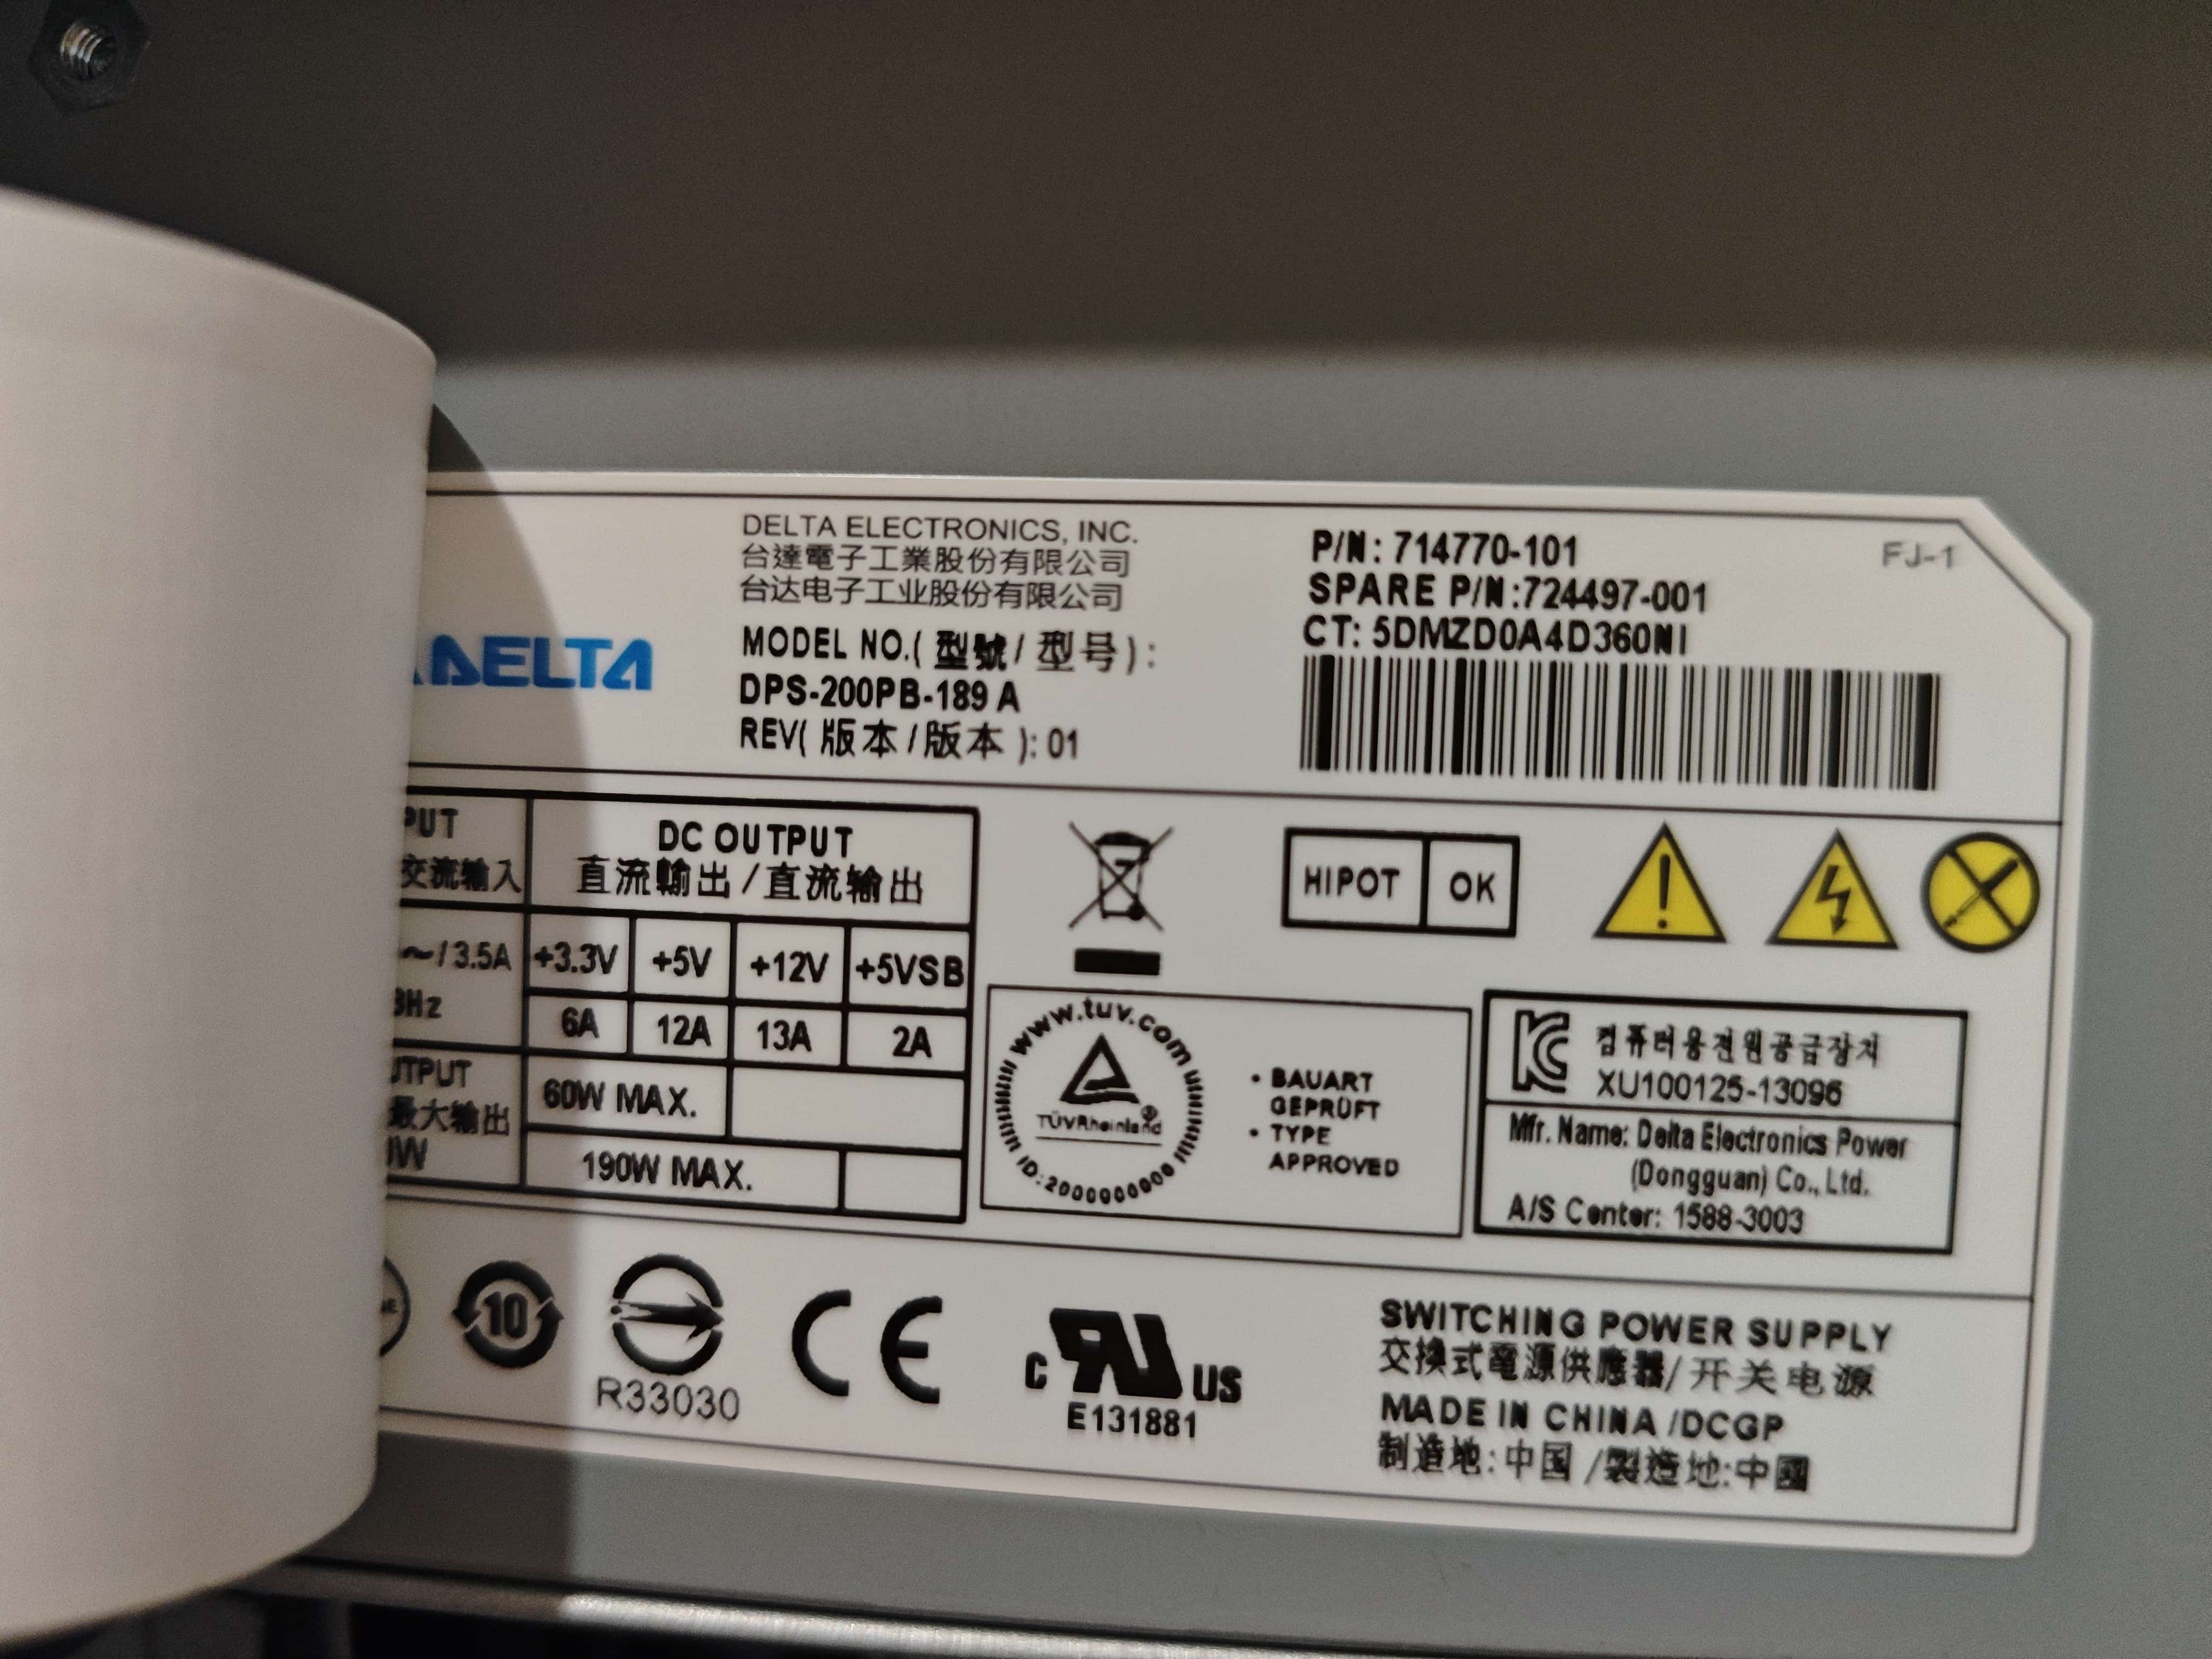 DELTA ELECTRONICS, INC.
台達電子工業股份有限公司
台达电子工业股份有限公司
DELTA
MODEL NO.( 型號 / 型号 ) :
DPS-200PB-189 A
REV( 版本 / 版本 ): 01
P/N: 714770-101
SPARE P/N:724497-001
CT: 5DMZD0A4D360NI
FJ-1
PUT
交流输入
~/ 3.5A
3Hz
DC OUTPUT
直流輸出 / 直流输出
+3.3V +5V +12V +5VSB
6A 12A 13A 2A
TPUT
最大输出
W
60W MAX.
190W MAX.
HIPOT OK
www.tuv.com
TÜVRheinland®
ID:2000000000
• BAUART
GEPRÜFT
• TYPE
APPROVED
컴퓨터용전원공급장치
XU100125-13096
Mfr. Name: Delta Electronics Power
(Dongguan) Co., Ltd.
A/S Center: 1588-3003
10
R33030
CE
c RU US
E131881
SWITCHING POWER SUPPLY
交換式電源供應器/ 开关电源
MADE IN CHINA /DCGP
制造地:中国 /製造地:中國